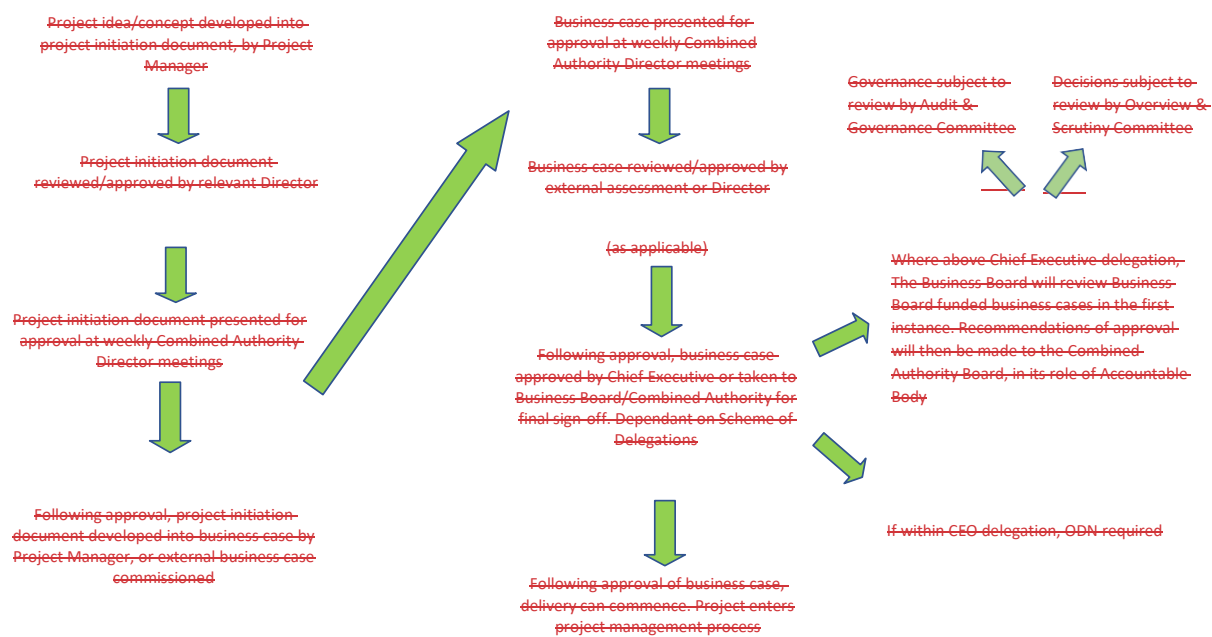 Project idea/concept developed into
project initiation document, by Project
Manager
Project initiation document
reviewed/approved by relevant Director
Project initiation document presented for
approval at weekly Combined Authority
Director meetings
Following approval, project initiation
document developed into business case by
Project Manager, or external business case
commissioned
Business case presented for
approval at weekly Combined
Authority Director meetings
Business case reviewed/approved by
external assessment or Director
(as applicable)
Following approval, business case
approved by Chief Executive or taken to
Business Board/Combined Authority for
final sign-off. Dependant on Scheme of
Delegations
Following approval of business case,
delivery can commence. Project enters
project management process
Governance subject to
review by Audit &
Governance Committee
Decisions subject to
review by Overview &
Scrutiny Committee
Where above Chief Executive delegation,
The Business Board will review Business
Board funded business cases in the first
instance. Recommendations of approval
will then be made to the Combined
Authority Board, in its role of Accountable
Body
If within CEO delegation, ODN required